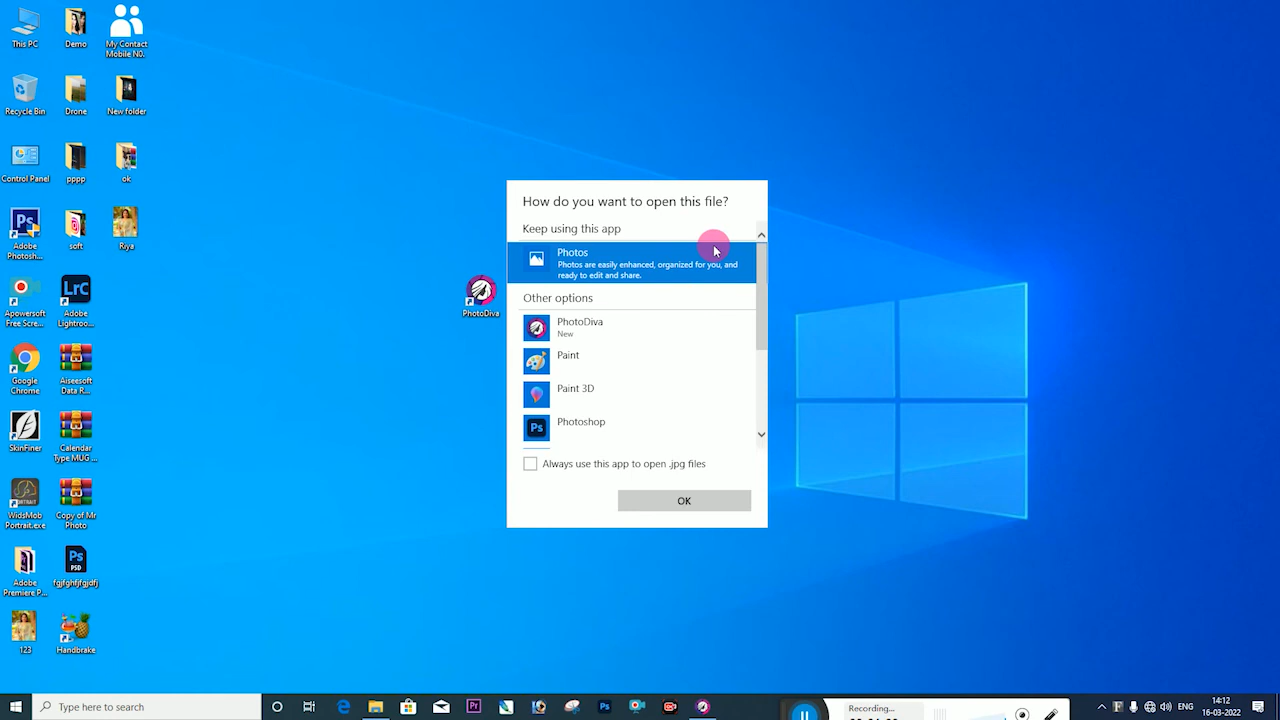 This PC
Demo
My Contact
Mobile N0.
Recycle Bin
Drone
New folder
Control Panel
pppp
ok
Adobe
Photosh...
soft
Riya
Apowersoft
Free Scre...
Adobe
Lightroo...
Google
Chrome
Aiseesoft
Data R...
SkinFiner
Calendar
Type MUG ...
WidsMob
Portrait.exe
Copy of Mr
Photo
Adobe
Premiere P...
fgjfghfjfgjdfj
123
Handbrake
PhotoDiva
How do you want to open this file?
Keep using this app
Photos
Photos are easily enhanced, organized for you, and
ready to edit and share.
Other options
PhotoDiva
New
Paint
Paint 3D
Photoshop
Always use this app to open .jpg files
OK
Type here to search
Recording...
ENG
14:12
16-03-2022